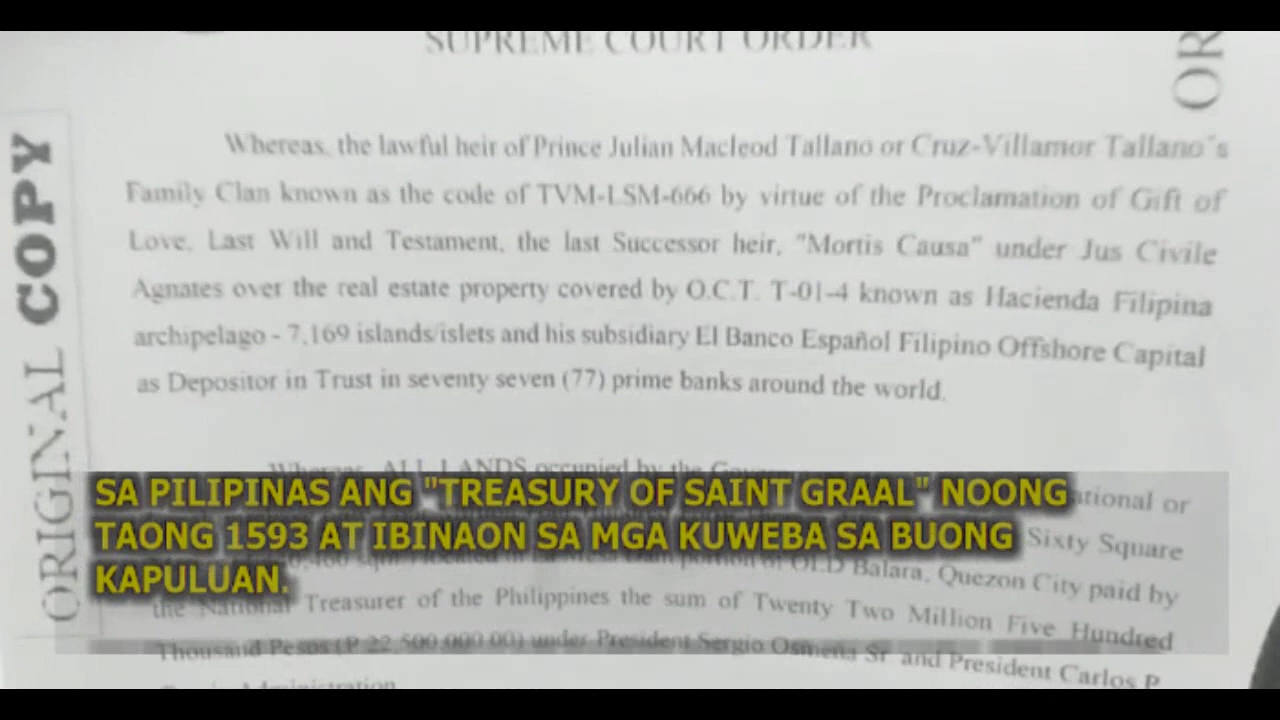 SUPREME COURT ORDER
ORIGINAL COPY
OR
Whereas, the lawful heir of Prince Julian Macleod Tallano or Cruz-Villamor Tallano's
Family Clan known as the code of TVM-LSM-666 by virtue of the Proclamation of Gift of
Love, Last Will and Testament, the last Successor heir, "Mortis Causa" under Jus Civile
Agnates over the real estate property covered by O.C.T. T-01-4 known as Hacienda Filipina
archipelago - 7,169 islands/islets and his subsidiary El Banco Español Filipino Offshore Capital
as Depositor in Trust in seventy seven (77) prime banks around the world.
Whereas, ALL LANDS occupied by the
SA PILIPINAS ANG "TREASURY OF SAINT GRAAL" NOONG
TAONG 1593 AT IBINAON SA MGA KUWEBA SA BUONG
KAPULUAN.
or
Sixty Square
portion of OLD Balara, Quezon City paid by
the National Treasurer of the Philippines the sum of Twenty Two Million Five Hundred
Thousand Pesos (P 22,500,000.00) under President Sergio Osmeña Sr and President Carlos P.